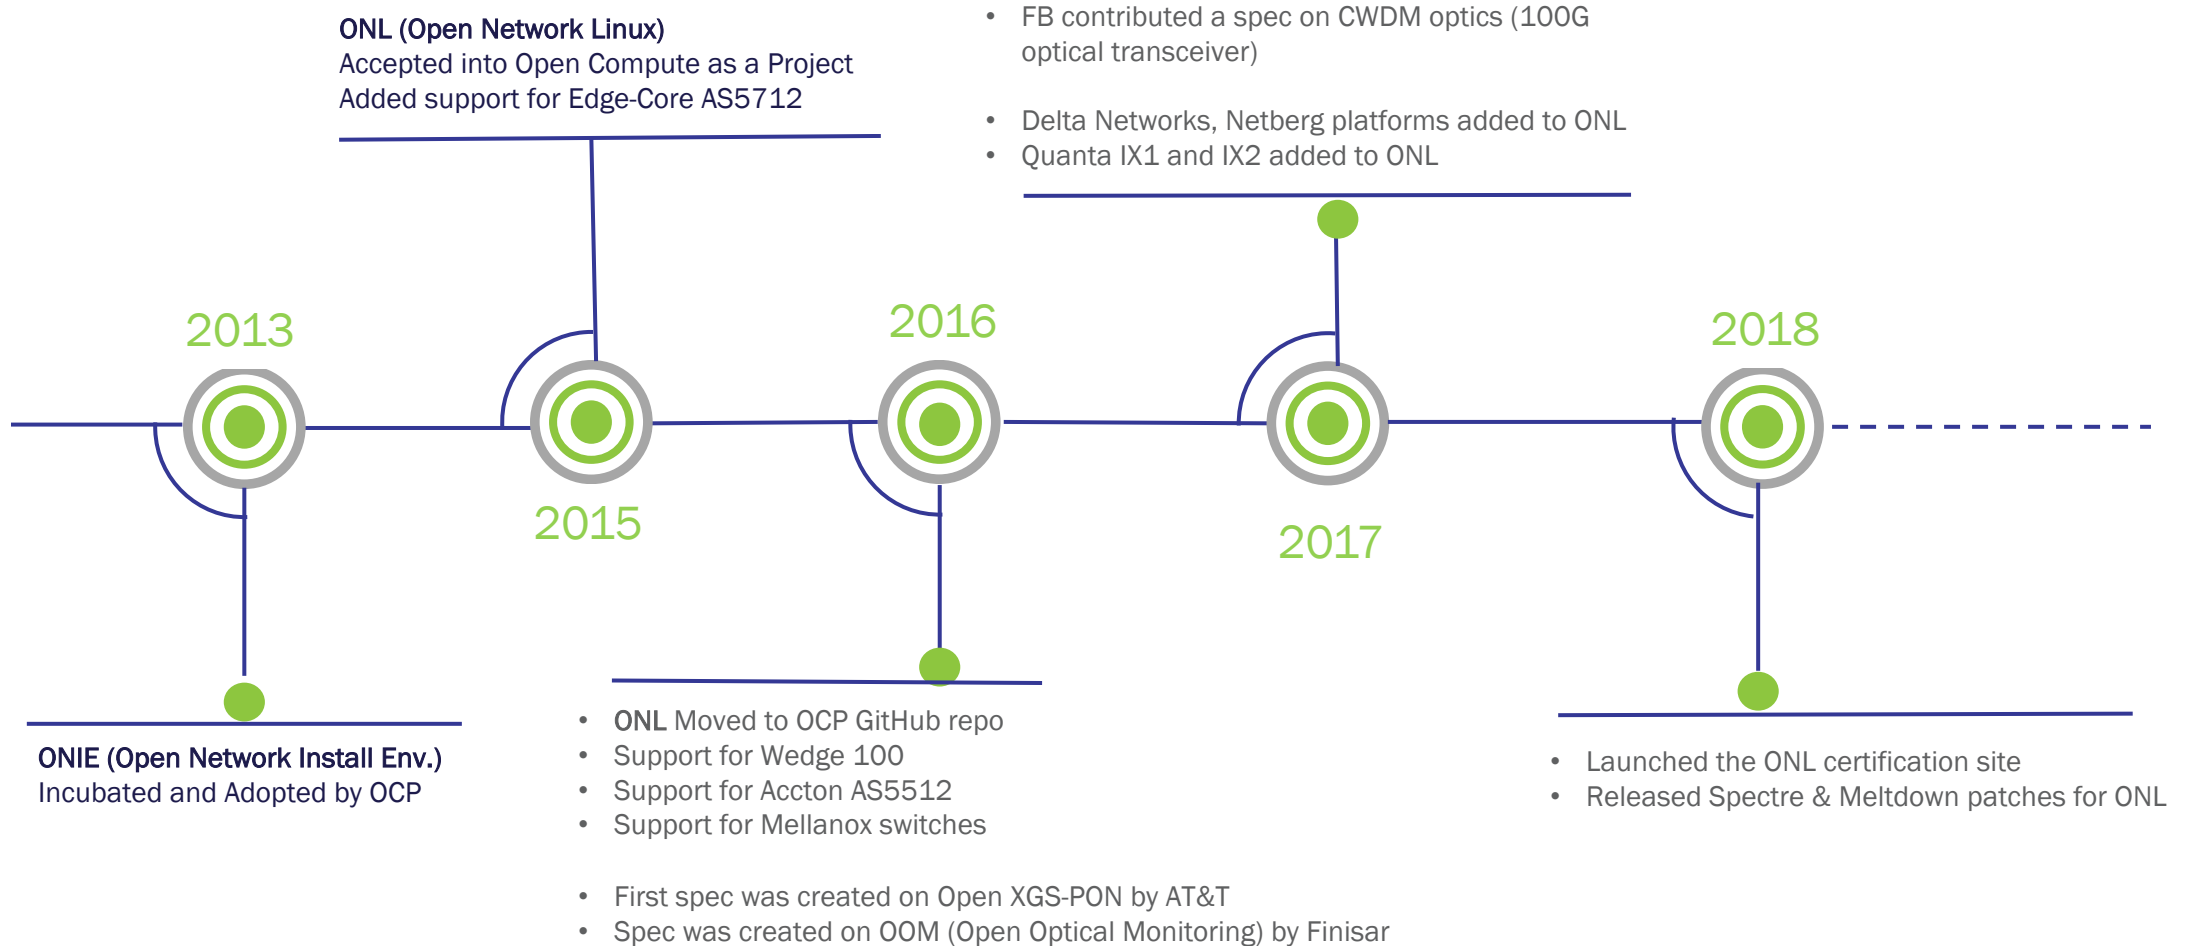 ONL (Open Network Linux)
Accepted into Open Compute as a Project
Added support for Edge-Core AS5712
• FB contributed a spec on CWDM optics (100G
optical transceiver)
• Delta Networks, Netberg platforms added to ONL
• Quanta IX1 and IX2 added to ONL
2013
2015
2016
2017
2018
ONIE (Open Network Install Env.)
Incubated and Adopted by OCP
• ONL Moved to OCP GitHub repo
• Support for Wedge 100
• Support for Accton AS5512
• Support for Mellanox switches
• First spec was created on Open XGS-PON by AT&T
• Spec was created on OOM (Open Optical Monitoring) by Finisar
• Launched the ONL certification site
• Released Spectre & Meltdown patches for ONL